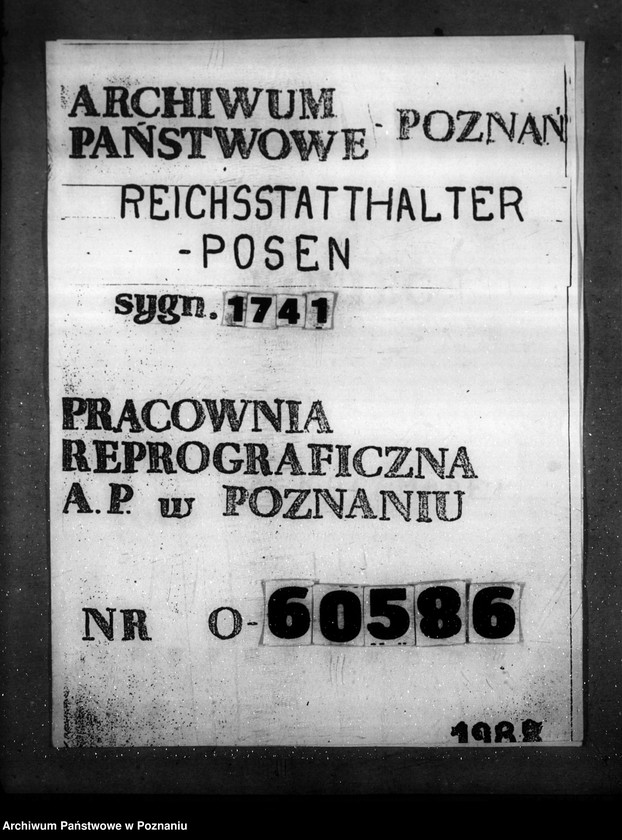 ARCHIWUM
PAŃSTWOWE - POZNAŃ
REICHSSTATTHALTER
-POSEN
sygn. 1741
PRACOWNIA
REPROGRAFICZNA
A.P. w POZNANIU
NR O-60586
Archiwum Państwowe w Poznaniu